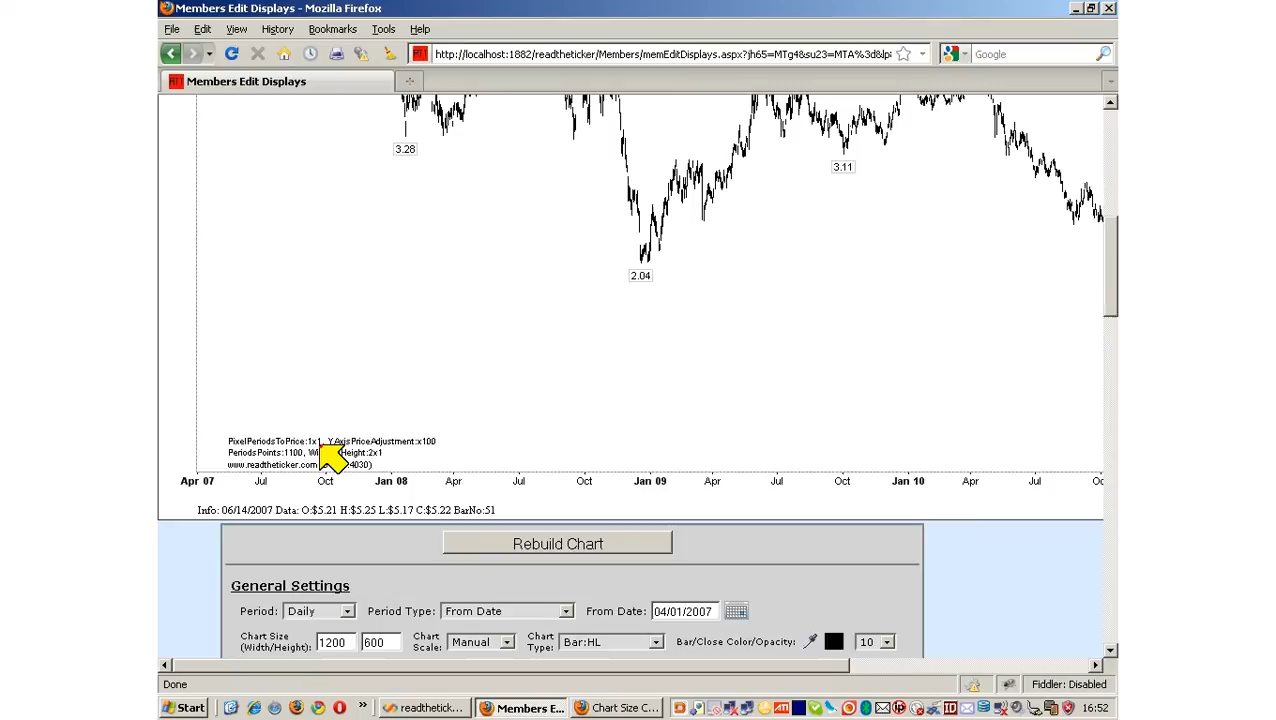 Members Edit Displays - Mozilla Firefox
File Edit View History Bookmarks Tools Help
http://localhost:1882/readtheticker/Members/memEditDisplays.aspx?jh65=MTg4&su23=MTA%3d&lp
Google
Members Edit Displays
3.28
3.11
2.04
PixelPeriodsToPrice:1x1, YAxisPriceAdjustment:x100
PeriodsPoints:1100, Height:2x1
www.readtheticker.com 4030)
Apr 07 Jul Oct Jan 08 Apr Jul Oct Jan 09 Apr Jul Oct Jan 10 Apr Jul
Info: 06/14/2007 Data: O:$5.21 H:$5.25 L:$5.17 C:$5.22 BarNo:51
Rebuild Chart
General Settings
Period: Daily Period Type: From Date From Date: 04/01/2007
Chart Size (Width/Height): 1200 600 Chart Scale: Manual Chart Type: Bar:HL Bar/Close Color/Opacity: 10
Done Fiddler: Disabled
Start readthetick... Members E... Chart Size C... 16:52